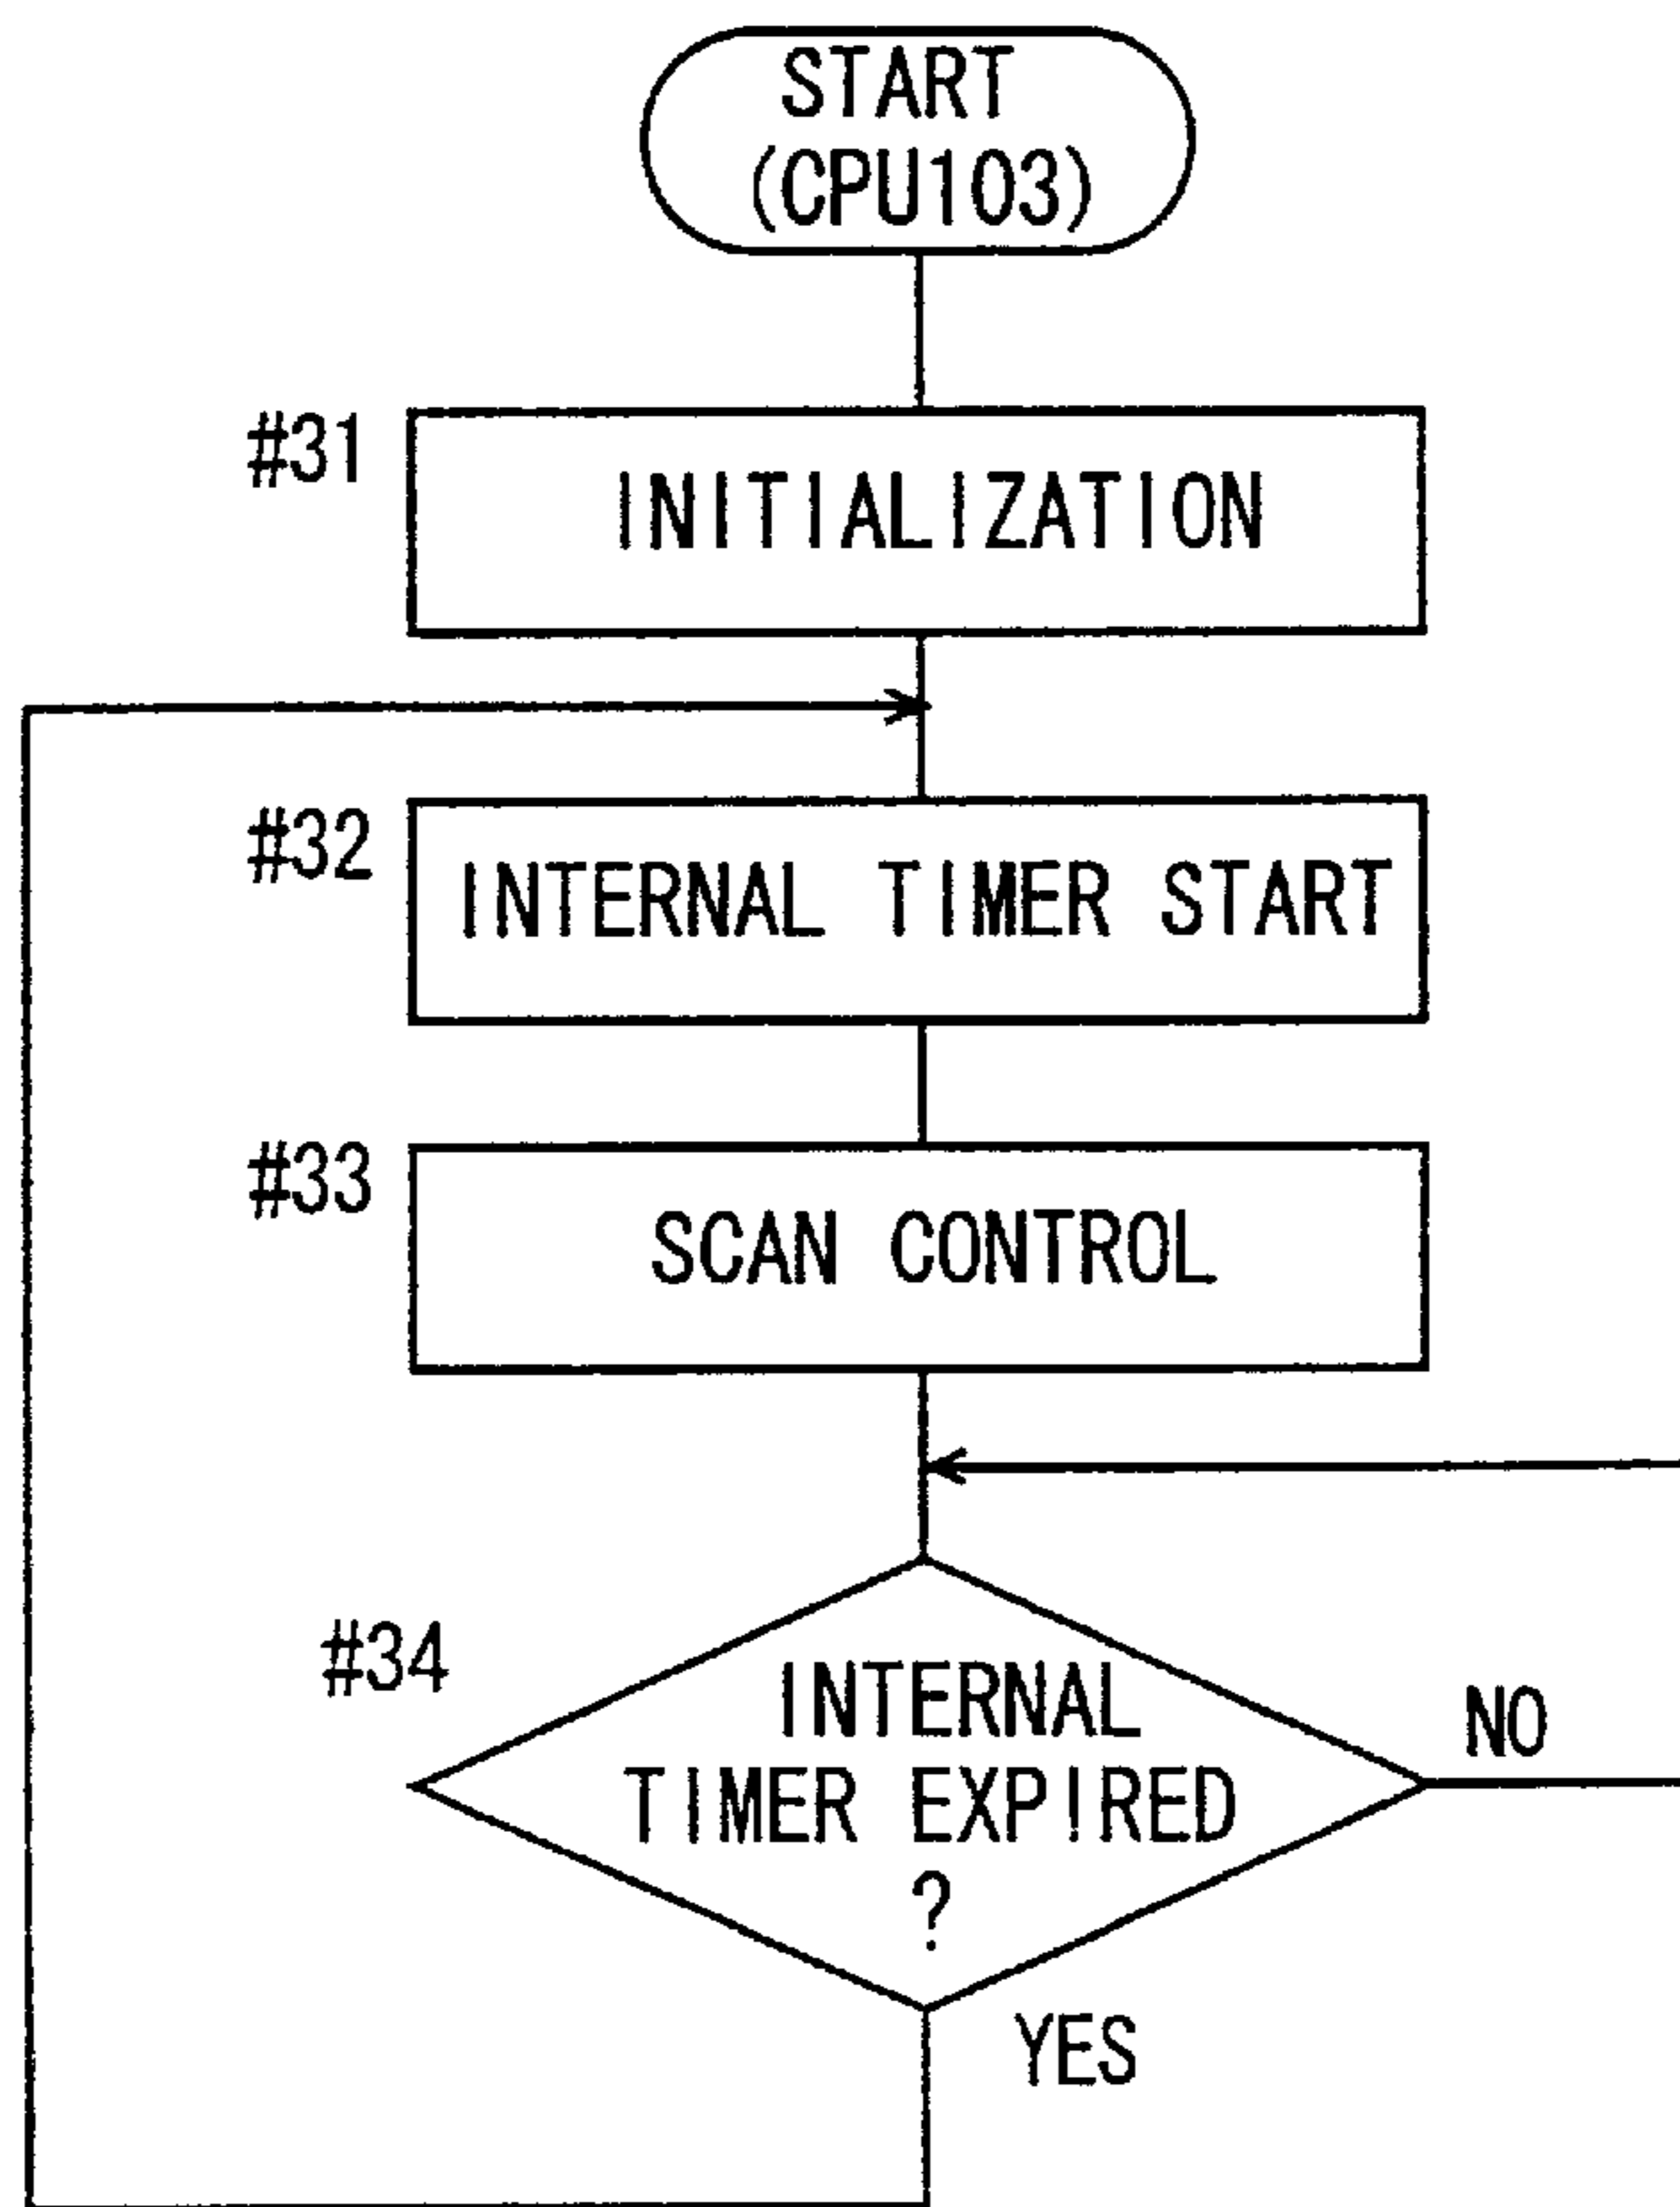 START
(CPU103)
#31
INITIALIZATION
#32
INTERNAL TIMER START
#33
SCAN CONTROL
#34
INTERNAL
TIMER EXPIRED
?
NO
YES